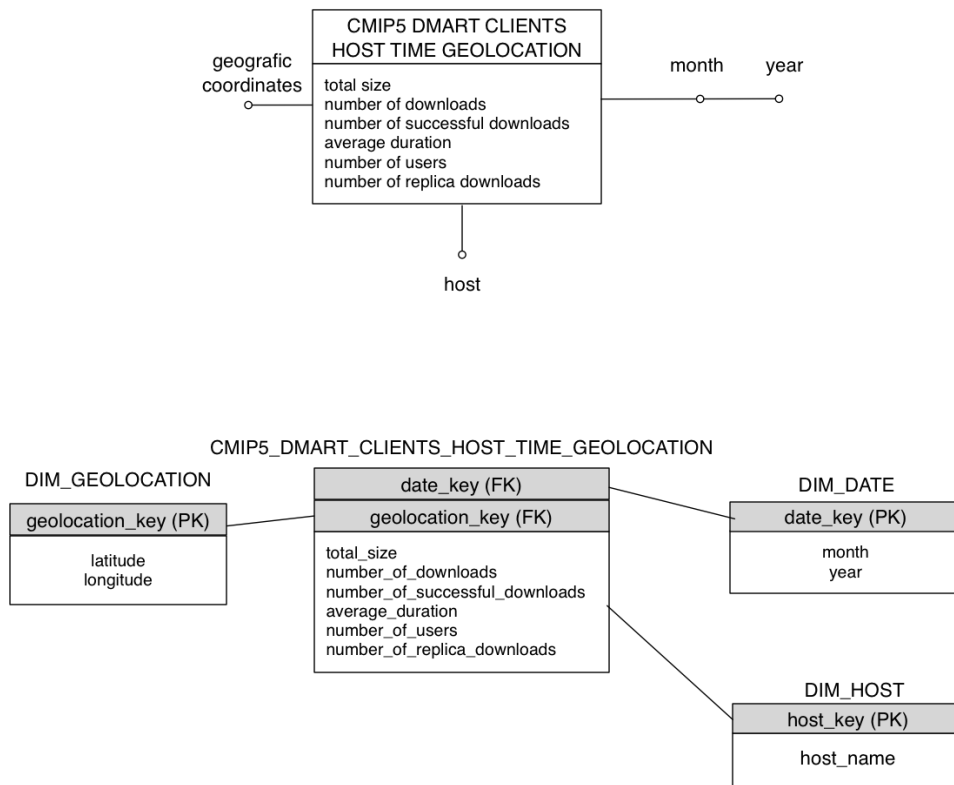 CMIP5 DMART CLIENTS
HOST TIME GEOLOCATION
geografic
coordinates
total size
number of downloads
number of successful downloads
average duration
number of users
number of replica downloads
month
year
host
CMIP5_DMART_CLIENTS_HOST_TIME_GEOLOCATION
DIM_GEOLOCATION
geolocation_key (PK)
latitude
longitude
date_key (FK)
geolocation_key (FK)
total_size
number_of_downloads
number_of_successful_downloads
average_duration
number_of_users
number_of_replica_downloads
DIM_DATE
date_key (PK)
month
year
DIM_HOST
host_key (PK)
host_name